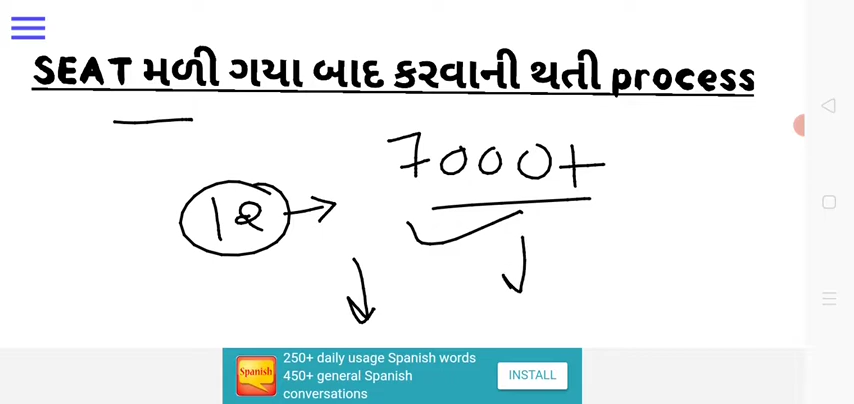 SEAT મળી ગયા બાદ કરવાની થતી process
7000+
12
Spanish
250+ daily usage Spanish words
450+ general Spanish
conversations
INSTALL